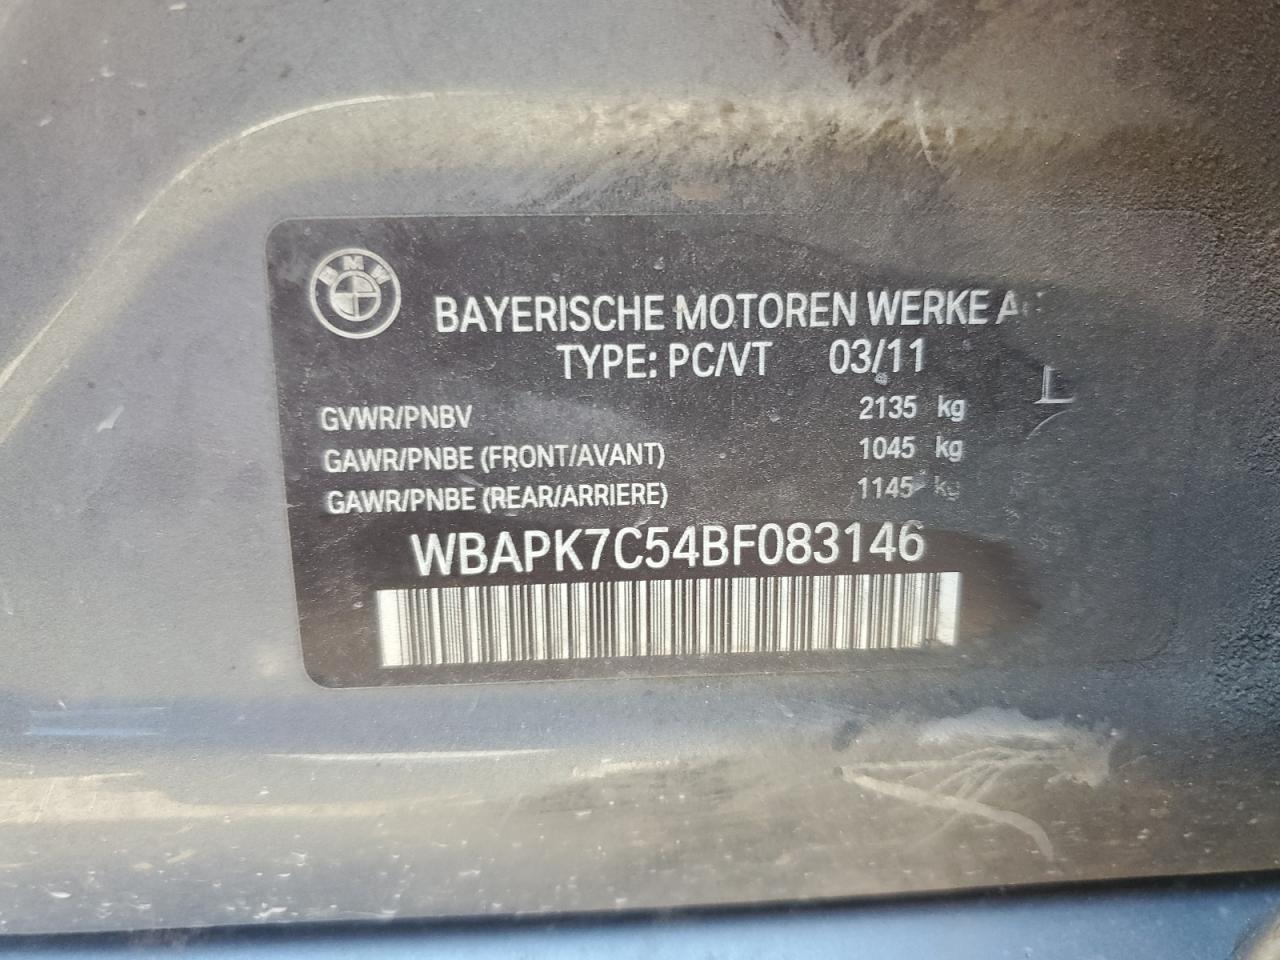 BMW
BAYERISCHE MOTOREN WERKE
TYPE: PC/VT 03/11
GVWR/PNBV 2135 kg
GAWR/PNBE (FRONT/AVANT) 1045 kg
GAWR/PNBE (REAR/ARRIERE) 1145 kg
WBAPK7C54BF083146